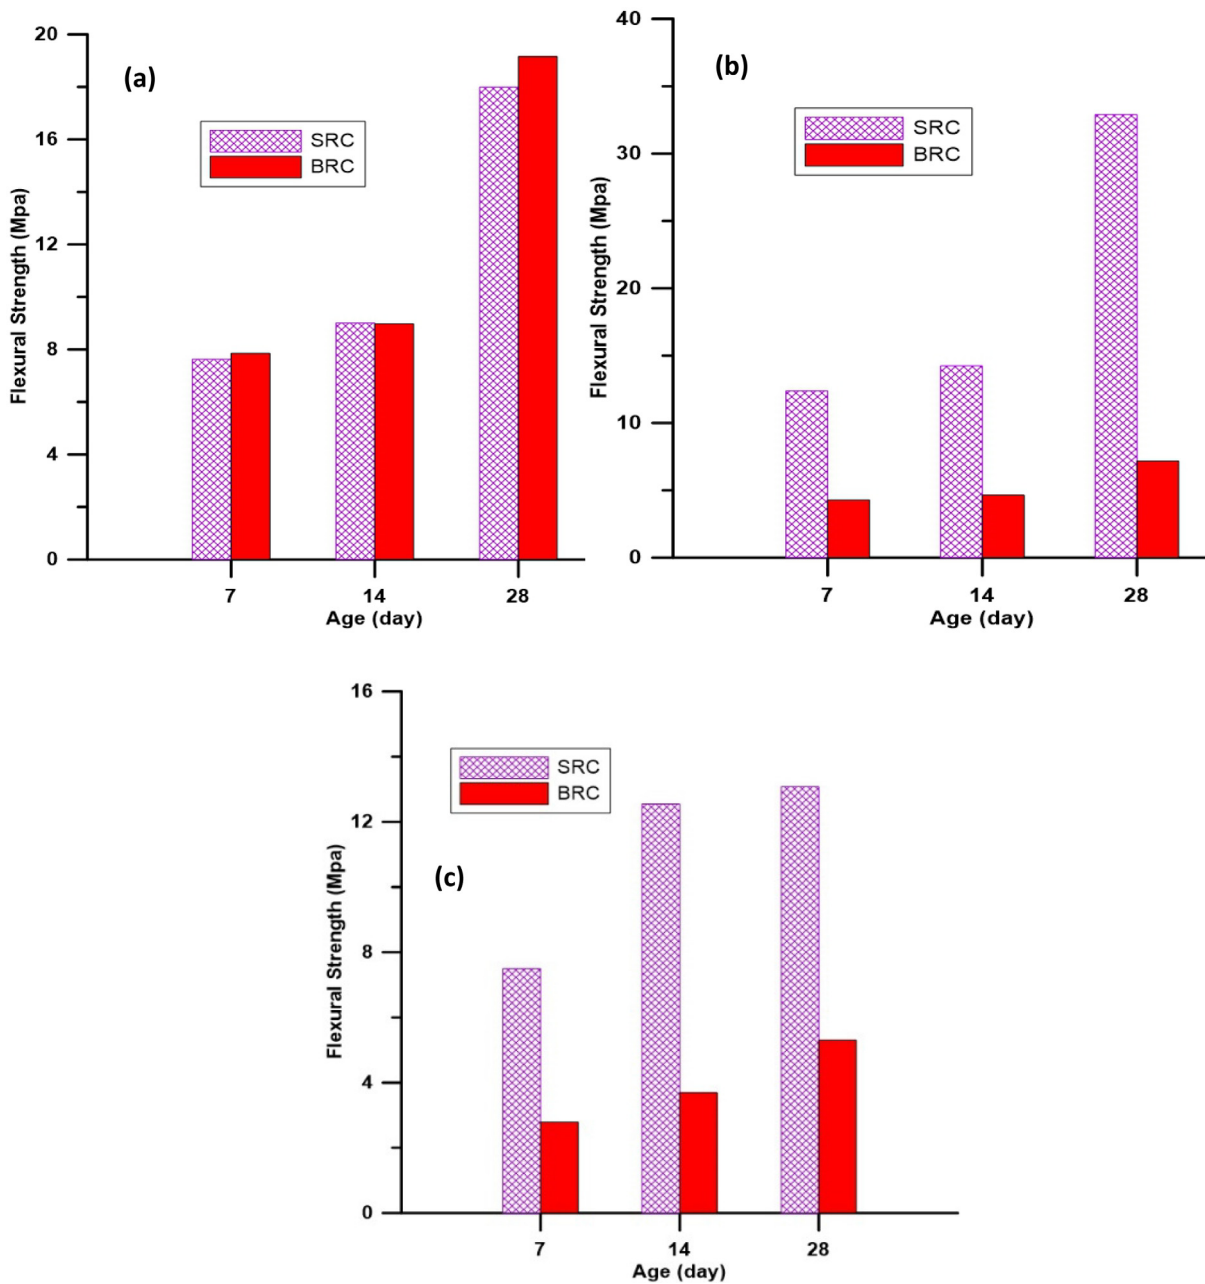 (a)
SRC
BRC
Flexural Strength (Mpa)
20
16
12
8
4
0
7
14
28
Age (day)
(b)
SRC
BRC
Flexural Strength (Mpa)
40
30
20
10
0
7
14
28
Age (day)
(c)
SRC
BRC
Flexural Strength (Mpa)
16
12
8
4
0
7
14
28
Age (day)